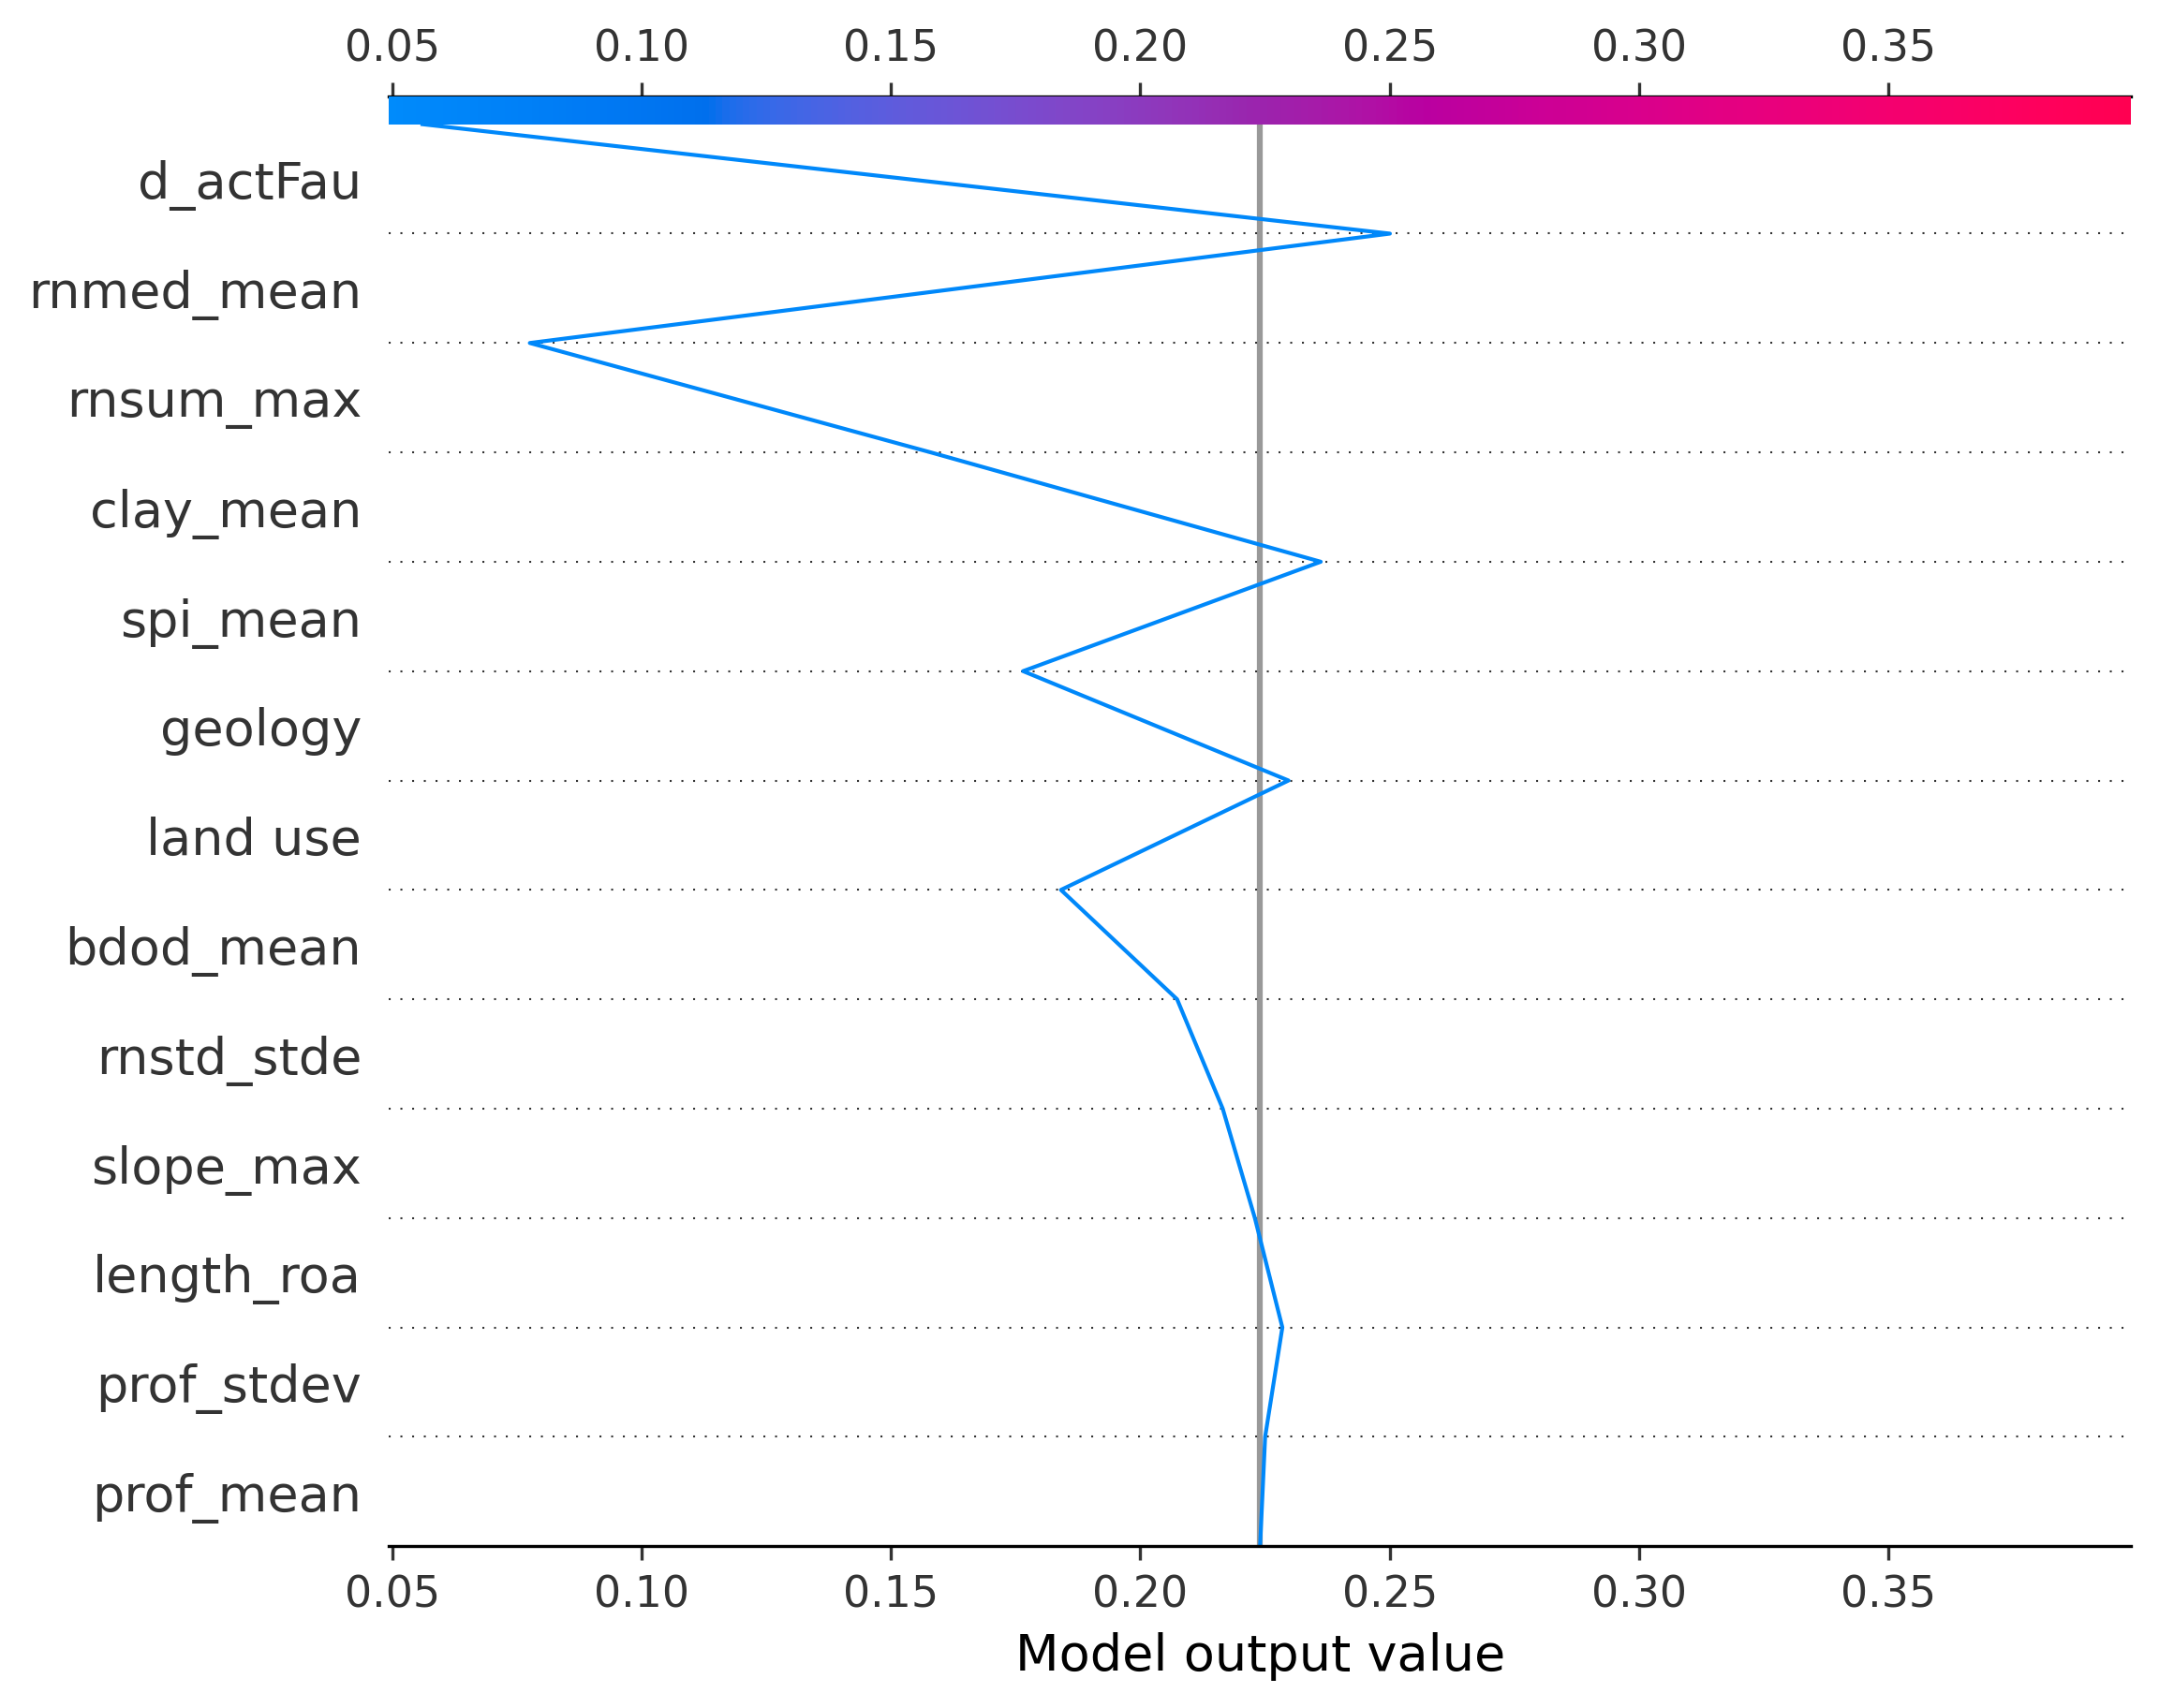 0.05 0.10 0.15 0.20 0.25 0.30 0.35
d_actFau
rnmed_mean
rnsum_max
clay_mean
spi_mean
geology
land use
bdod_mean
rnstd_stde
slope_max
length_roa
prof_stdev
prof_mean
0.05 0.10 0.15 0.20 0.25 0.30 0.35
Model output value